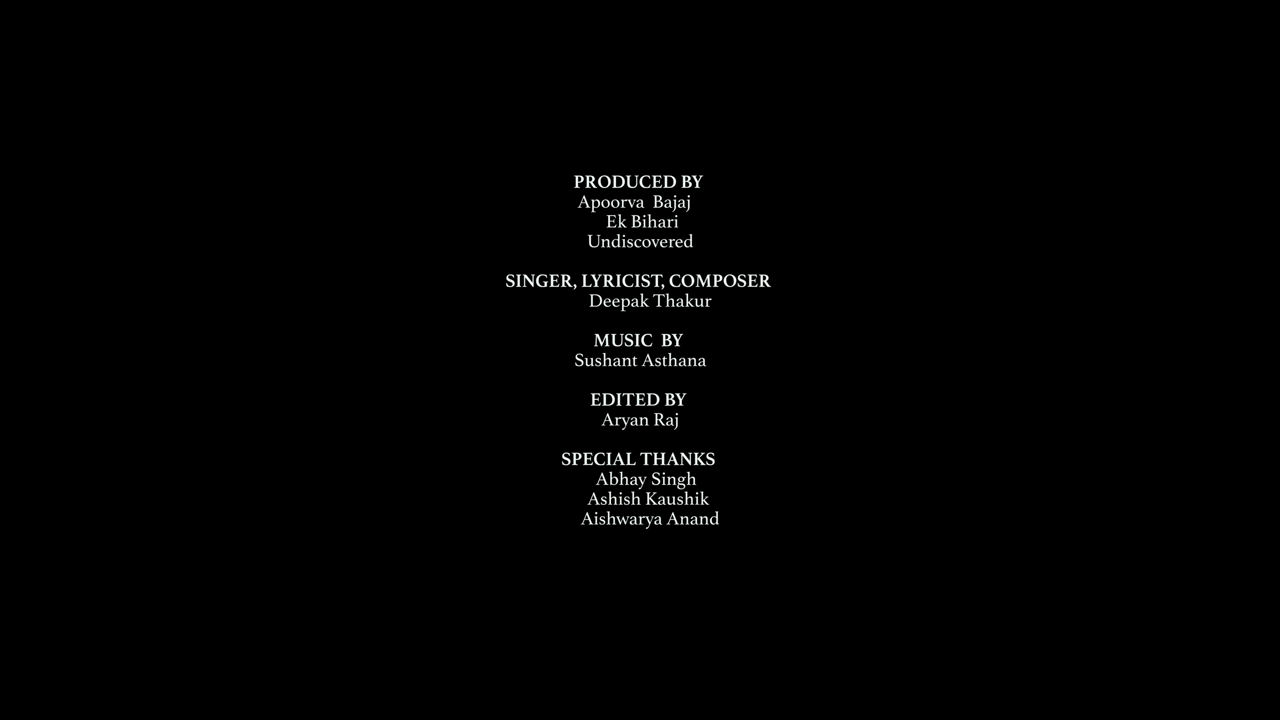 PRODUCED BY
Apoorva Bajaj
Ek Bihari
Undiscovered
SINGER, LYRICIST, COMPOSER
Deepak Thakur
MUSIC BY
Sushant Asthana
EDITED BY
Aryan Raj
SPECIAL THANKS
Abhay Singh
Ashish Kaushik
Aishwarya Anand